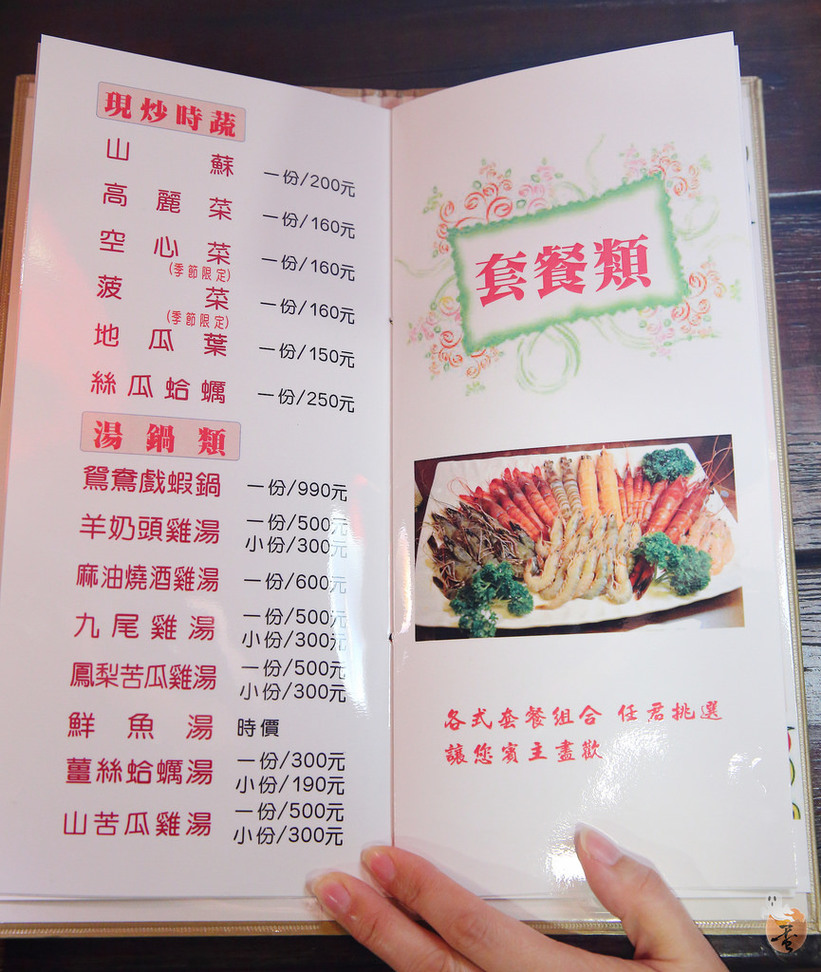 現炒時蔬
山蘇 一份/200元
高麗菜 一份/160元
空心菜 一份/160元
(季節限定)
菠菜 一份/160元
(季節限定)
地瓜葉 一份/150元
絲瓜蛤蠣 一份/250元
湯鍋類
鴛鴦戲蝦鍋 一份/990元
羊奶頭雞湯 一份/500元
小份/300元
麻油燒酒雞湯 一份/600元
九尾雞湯 一份/500元
小份/300元
鳳梨苦瓜雞湯 一份/500元
小份/300元
鮮魚湯 時價
薑絲蛤蠣湯 一份/300元
小份/190元
山苦瓜雞湯 一份/500元
小份/300元
套餐類
各式套餐組合 任君挑選
讓您賓主盡歡